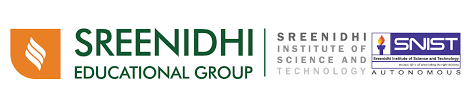 SREENIDHI
EDUCATIONAL GROUP
SREENIDHI
INSTITUTE OF
SCIENCE AND
TECHNOLOGY
SNIST
Sreenidhi Institute of Science and Technology
AUTONOMOUS